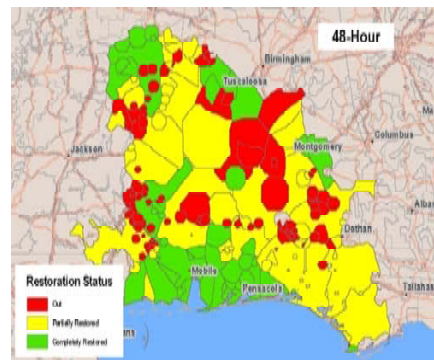 48-Hour
Birmingham
Tuscaloosa
Columbus
Jackson
Montgomery
Dothan
Mobile
Pensacola
Restoration Status
Out
Partially Restored
Completely Restored